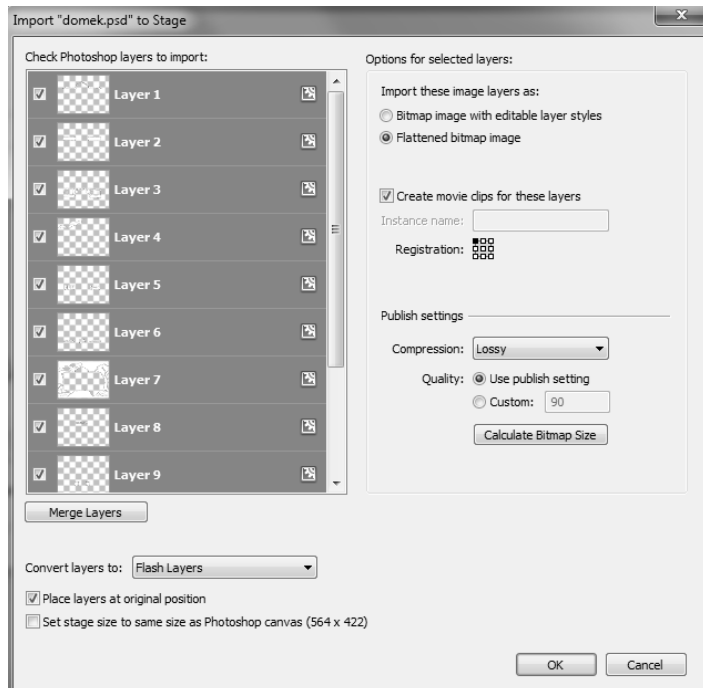 Import "domek.psd" to Stage
Check Photoshop layers to import:
Layer 1
Layer 2
Layer 3
Layer 4
Layer 5
Layer 6
Layer 7
Layer 8
Layer 9
Merge Layers
Convert layers to: Flash Layers
Place layers at original position
Set stage size to same size as Photoshop canvas (564 x 422)
Options for selected layers:
Import these image layers as:
Bitmap image with editable layer styles
Flattened bitmap image
Create movie clips for these layers
Instance name:
Registration:
Publish settings
Compression: Lossy
Quality: Use publish setting
Custom: 90
Calculate Bitmap Size
OK Cancel